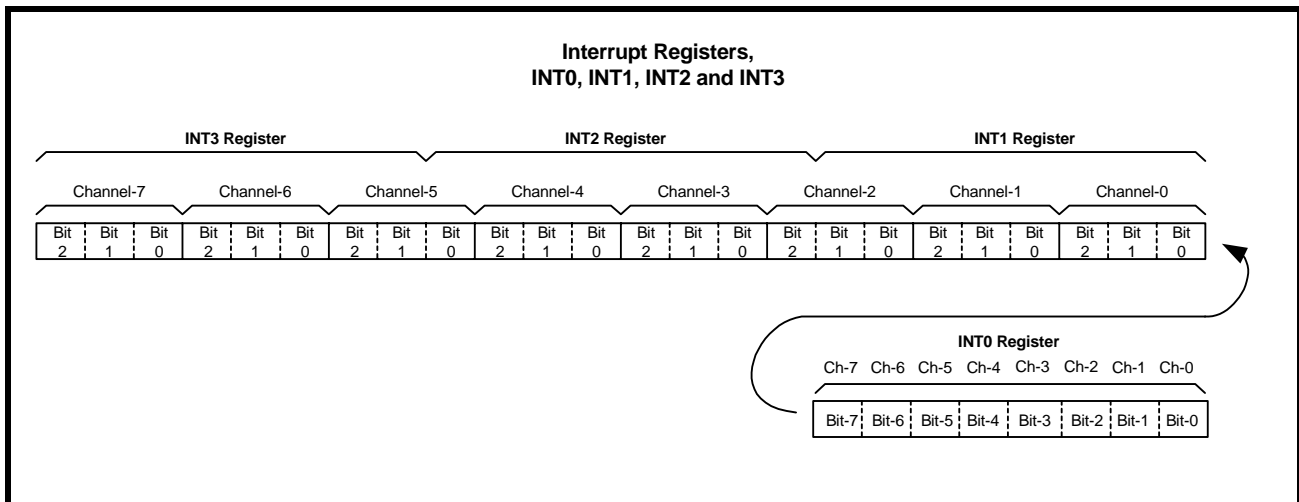 Interrupt Registers,
INT0, INT1, INT2 and INT3
INT3 Register INT2 Register INT1 Register
Channel-7 Channel-6 Channel-5 Channel-4 Channel-3 Channel-2 Channel-1 Channel-0
Bit Bit Bit Bit Bit Bit Bit Bit Bit Bit Bit Bit Bit Bit Bit Bit Bit Bit Bit Bit Bit Bit Bit Bit
2 1 0 2 1 0 2 1 0 2 1 0 2 1 0 2 1 0 2 1 0 2 1 0
INT0 Register
Ch-7 Ch-6 Ch-5 Ch-4 Ch-3 Ch-2 Ch-1 Ch-0
Bit-7 Bit-6 Bit-5 Bit-4 Bit-3 Bit-2 Bit-1 Bit-0